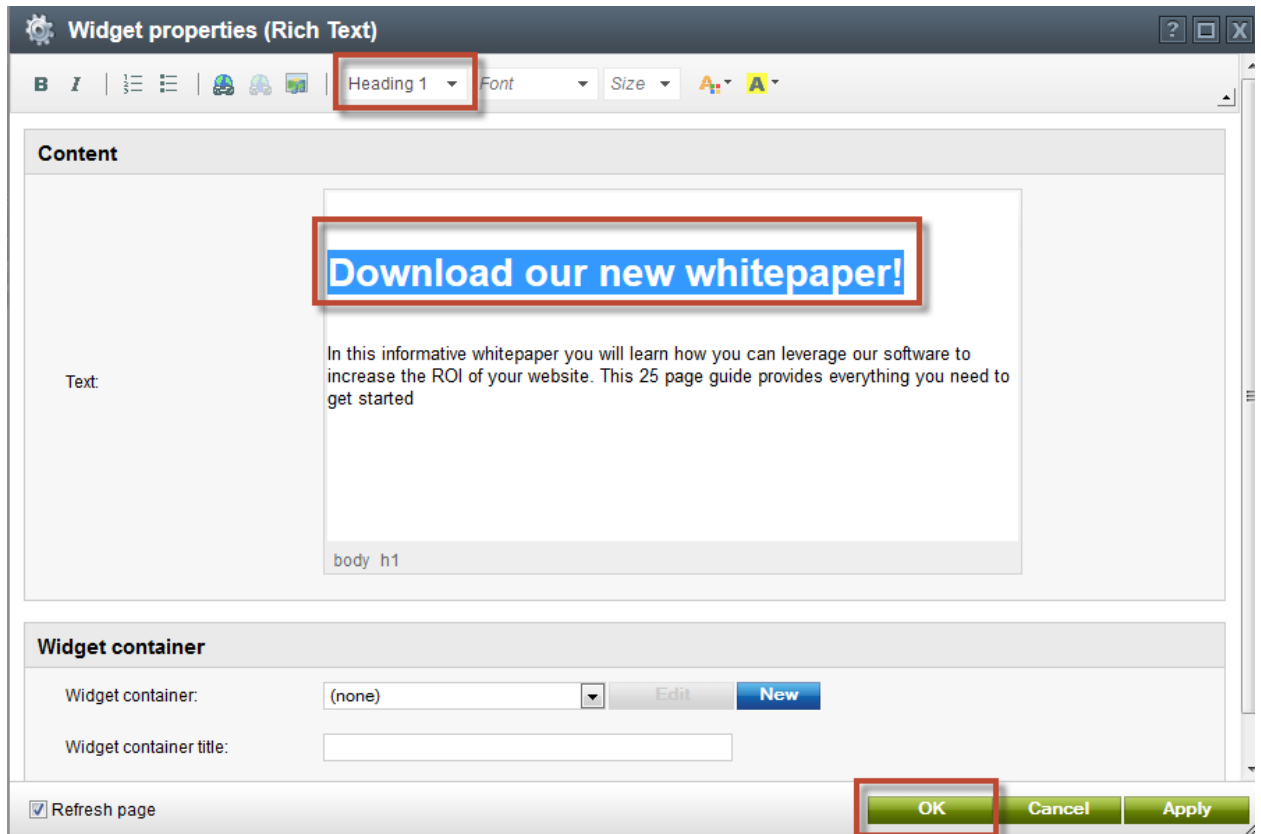 Widget properties (Rich Text) ? X
B I Heading 1 Font Size A A
Content
Download our new whitepaper!
In this informative whitepaper you will learn how you can leverage our software to
increase the ROI of your website. This 25 page guide provides everything you need to
get started
Text:
body h1
Widget container
Widget container: (none) Edit New
Widget container title:
Refresh page OK Cancel Apply